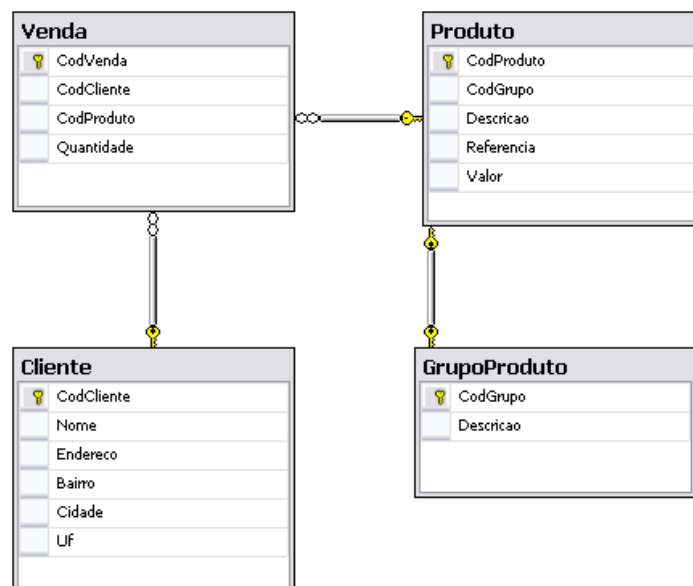 Venda
CodVenda
CodCliente
CodProduto
Quantidade
Produto
CodProduto
CodGrupo
Descricao
Referencia
Valor
Cliente
CodCliente
Nome
Endereco
Bairro
Cidade
Uf
GrupoProduto
CodGrupo
Descricao